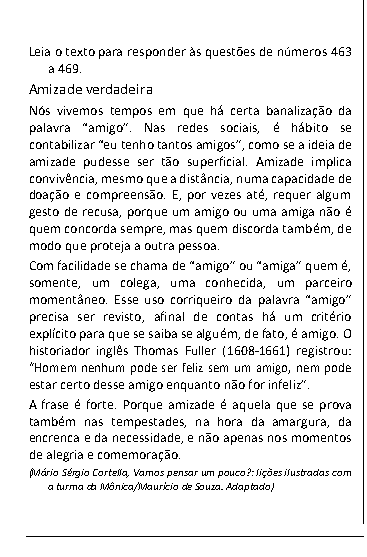 Leia o texto para responder às questões de números 463
a 469.
Amizade verdadeira
Nós vivemos tempos em que há certa banalização da
palavra “amigo”. Nas redes sociais, é hábito se
contabilizar “eu tenho tantos amigos”, como se a ideia de
amizade pudesse ser tão superficial. Amizade implica
convivência, mesmo que a distância, numa capacidade de
doação e compreensão. E, por vezes até, requer algum
gesto de recusa, porque um amigo ou uma amiga não é
quem concorda sempre, mas quem discorda também, de
modo que proteja a outra pessoa.
Com facilidade se chama de “amigo” ou “amiga” quem é,
somente, um colega, uma conhecida, um parceiro
momentâneo. Esse uso corriqueiro da palavra “amigo”
precisa ser revisto, afinal de contas há um critério
explícito para que se saiba se alguém, de fato, é amigo. O
historiador inglês Thomas Fuller (1608-1661) registrou:
“Homem nenhum pode ser feliz sem um amigo, nem pode
estar certo desse amigo enquanto não for infeliz”.
A frase é forte. Porque amizade é aquela que se prova
também nas tempestades, na hora da amargura, da
encrenca e da necessidade, e não apenas nos momentos
de alegria e comemoração.
(Mário Sérgio Cortella, Vamos pensar um pouco?: lições ilustradas com
a turma da Mônica/Maurício de Souza. Adaptado)